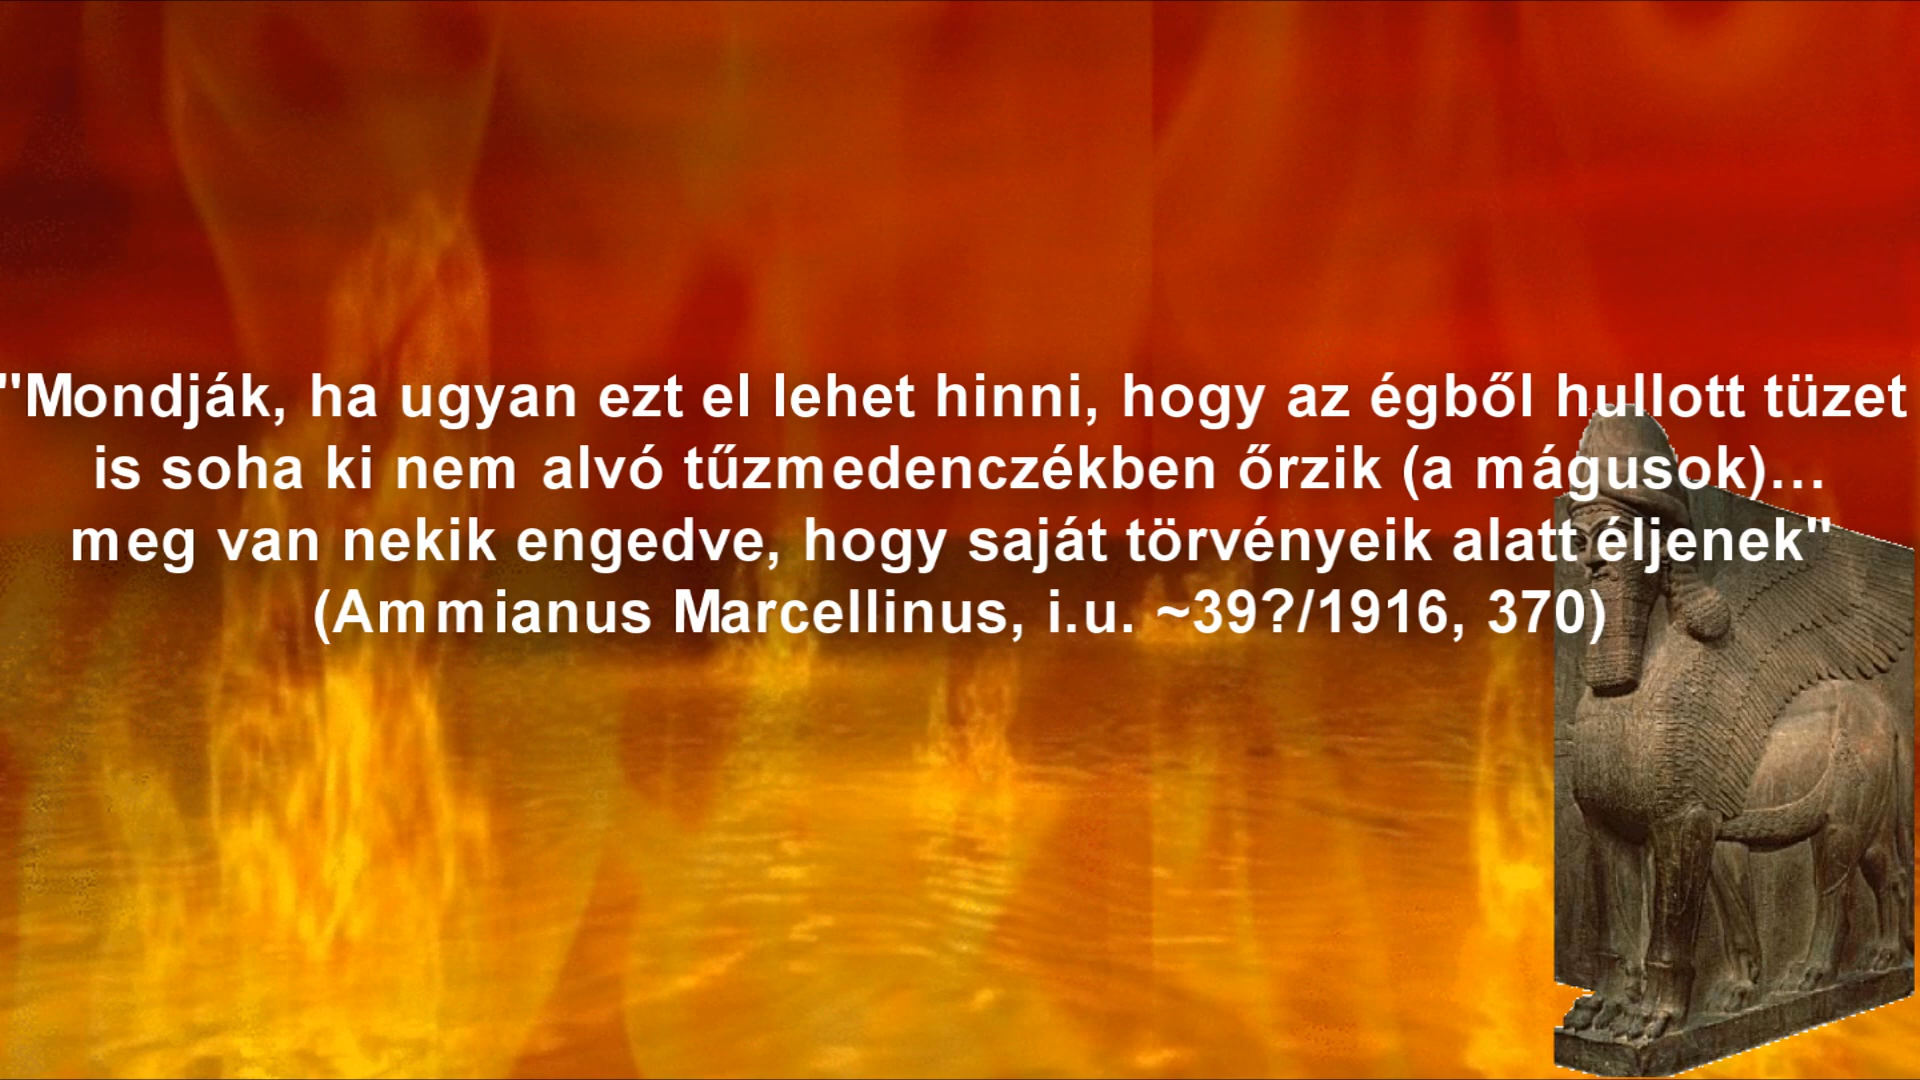 "Mondják, ha ugyan ezt el lehet hinni, hogy az égből hullott tüzet
is soha ki nem alvó tűzmedenczékben őrzik (a mágusok)...
meg van nekik engedve, hogy saját törvényeik alatt éljenek"
(Ammianus Marcellinus, i.u. ~39?/1916, 370)